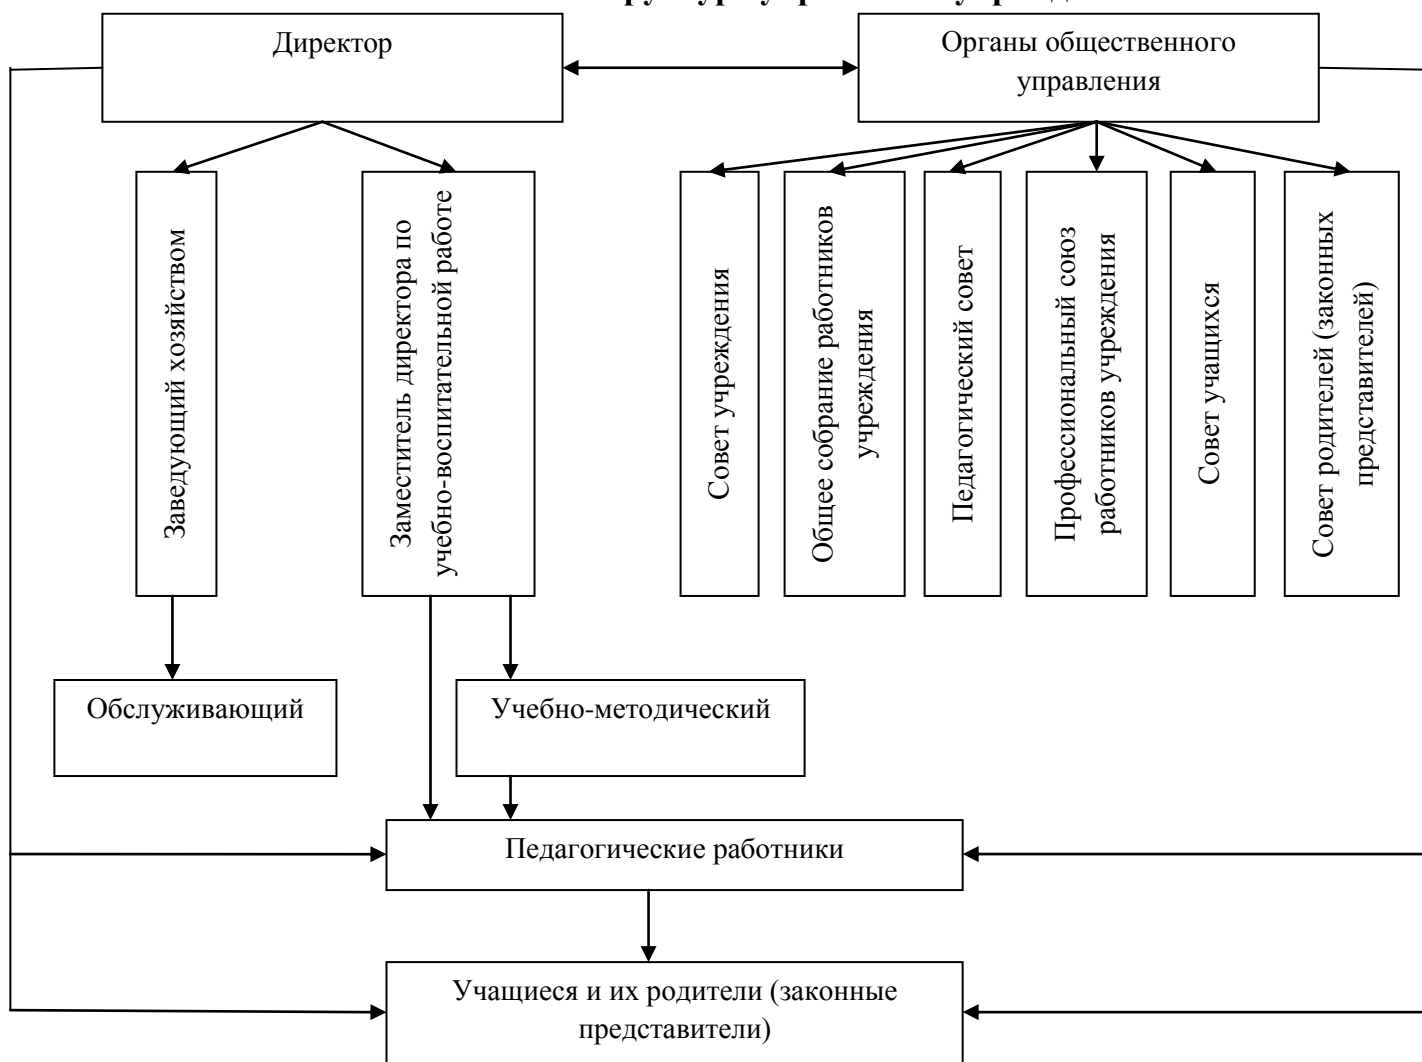 Директор
Органы общественного
управления
Заведующий хозяйством
Заместитель директора по
учебно-воспитательной работе
Совет учреждения
Общее собрание работников
учреждения
Педагогический совет
Профессиональный союз
работников учреждения
Совет учащихся
Совет родителей (законных
представителей)
Обслуживающий
Учебно-методический
Педагогические работники
Учащиеся и их родители (законные
представители)